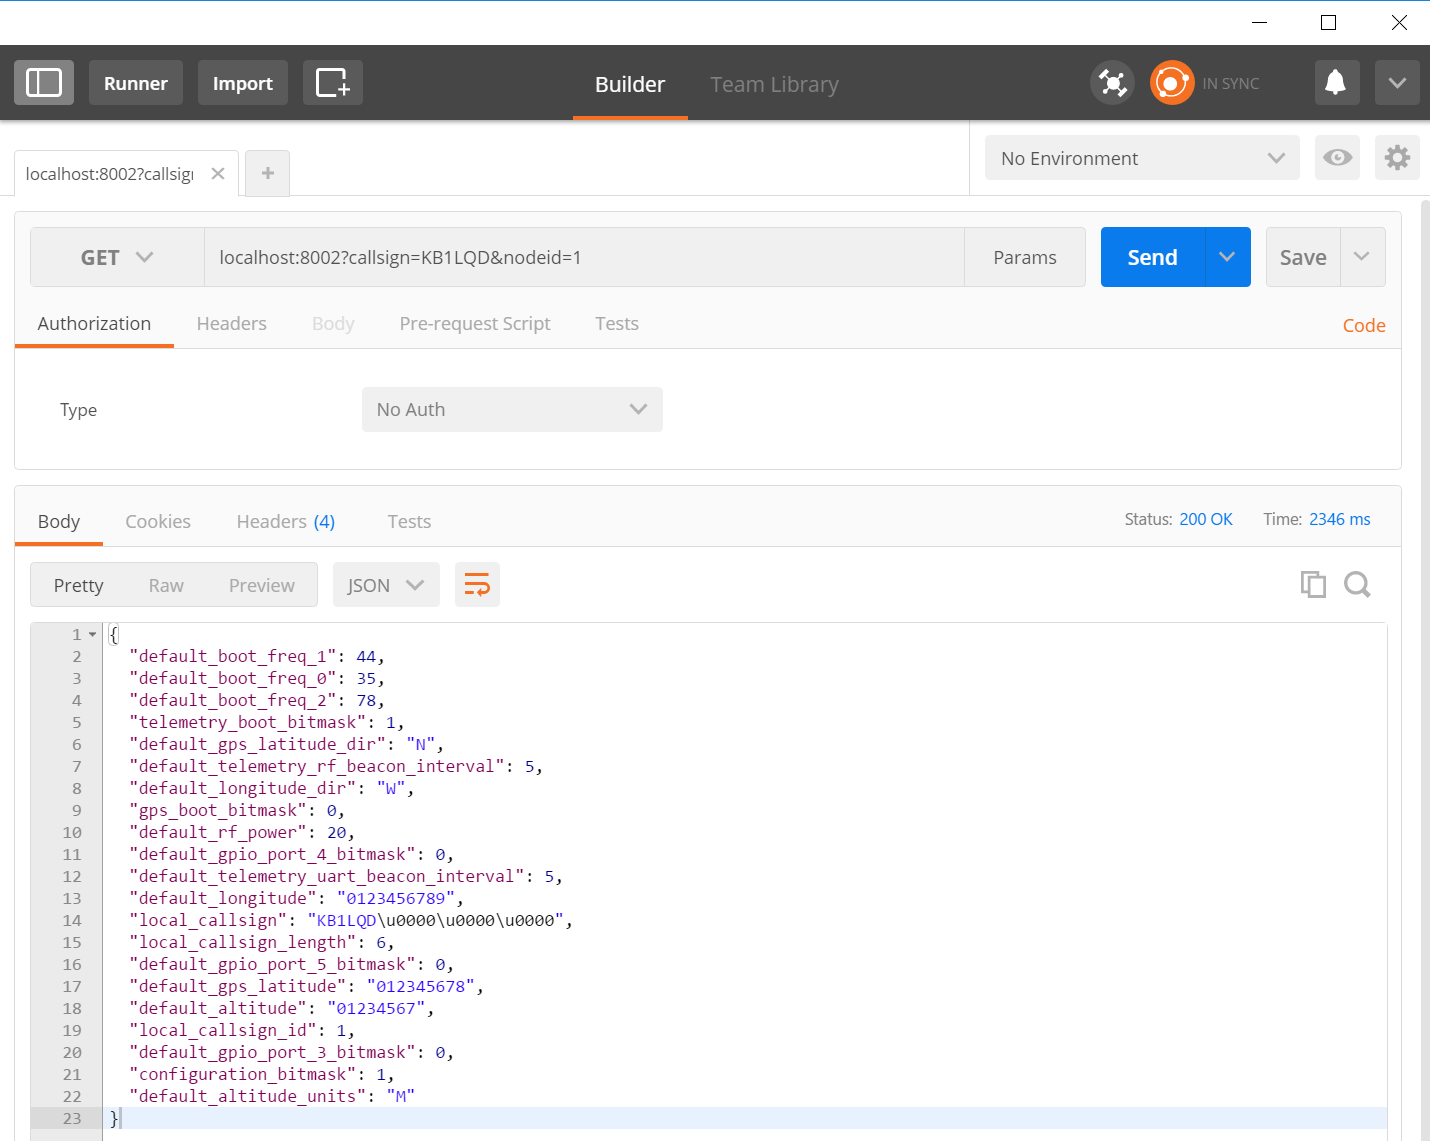 Runner Import Builder Team Library IN SYNC
localhost:8002?callsig No Environment
GET localhost:8002?callsign=KB1LQD&nodeid=1 Params Send Save
Authorization Headers Body Pre-request Script Tests Code
Type No Auth
Body Cookies Headers (4) Tests Status: 200 OK Time: 2346 ms
Pretty Raw Preview JSON
1 {
2 "default_boot_freq_1": 44,
3 "default_boot_freq_0": 35,
4 "default_boot_freq_2": 78,
5 "telemetry_boot_bitmask": 1,
6 "default_gps_latitude_dir": "N",
7 "default_telemetry_rf_beacon_interval": 5,
8 "default_longitude_dir": "W",
9 "gps_boot_bitmask": 0,
10 "default_rf_power": 20,
11 "default_gpio_port_4_bitmask": 0,
12 "default_telemetry_uart_beacon_interval": 5,
13 "default_longitude": "0123456789",
14 "local_callsign": "KB1LQD\u0000\u0000\u0000",
15 "local_callsign_length": 6,
16 "default_gpio_port_5_bitmask": 0,
17 "default_gps_latitude": "012345678",
18 "default_altitude": "01234567",
19 "local_callsign_id": 1,
20 "default_gpio_port_3_bitmask": 0,
21 "configuration_bitmask": 1,
22 "default_altitude_units": "M"
23 }